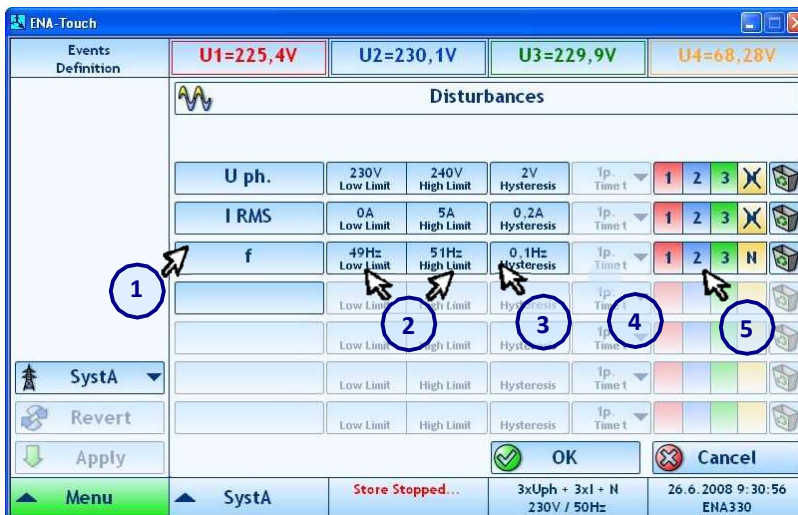 ENA-Touch
Events
Definition
U1=225,4V
U2=230,1V
U3=229,9V
U4=68,28V
Disturbances
U ph.
230V
Low Limit
240V
High Limit
2V
Hysteresis
1p.
Time t
1 2 3
I RMS
0A
Low Limit
5A
High Limit
0,2A
Hysteresis
1p.
Time t
1 2 3
f
49Hz
Low Limit
51Hz
High Limit
0,1Hz
Hysteresis
1p.
Time t
1 2 3 N
1
Low Limit
High Limit
Hysteresis
1p.
Time t
2
3
4
5
Low Limit
High Limit
Hysteresis
1p.
Time t
SystA
Low Limit
High Limit
Hysteresis
1p.
Time t
Revert
Low Limit
High Limit
Hysteresis
1p.
Time t
Apply
OK
Cancel
Menu
SystA
Store Stopped...
3xUph + 3xI + N
230V / 50Hz
26.6.2008 9:30:56
ENA330